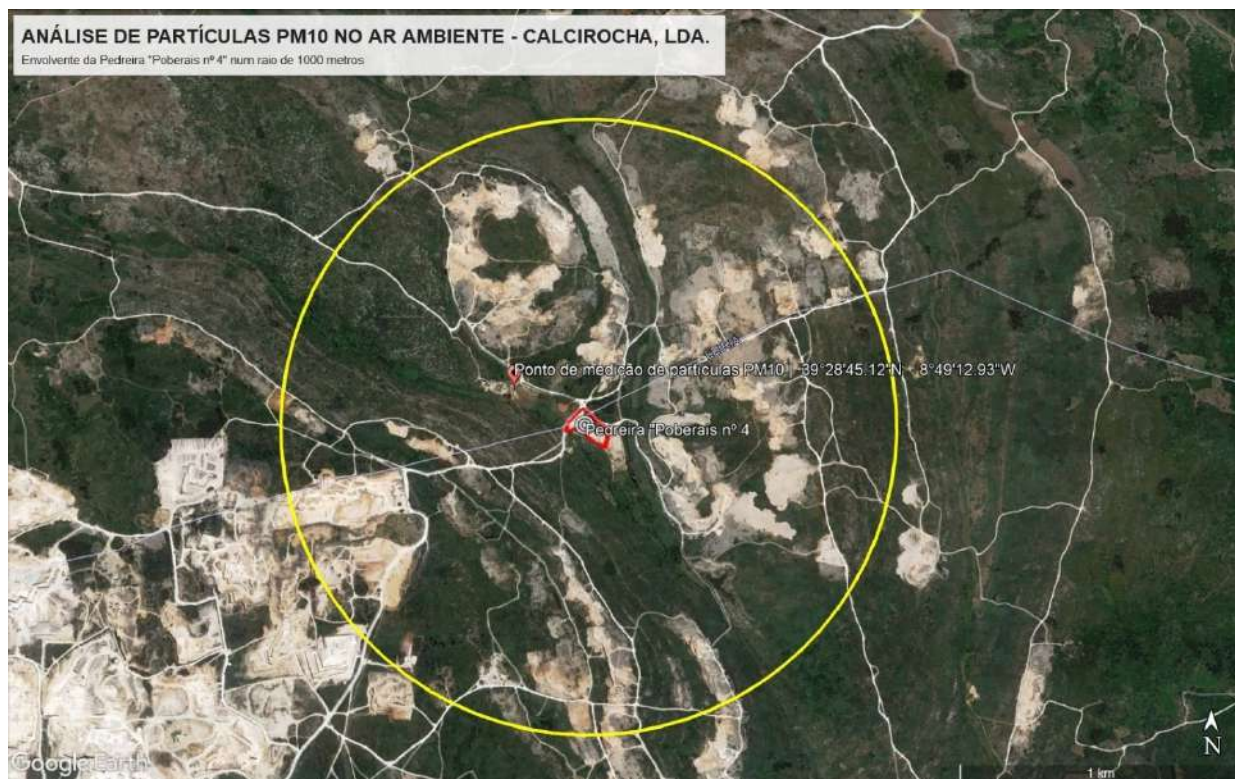 ANÁLISE DE PARTÍCULAS PM10 NO AR AMBIENTE - CALCIROCHA, LDA.
Envolvente da Pedreira "Poberais nº 4" num raio de 1000 metros
Ponto de medição de partículas PM10 | 39°28'45.12"N 8°49'12.93"W
Pedreira "Poberais nº 4
Google Earth
N
1 km